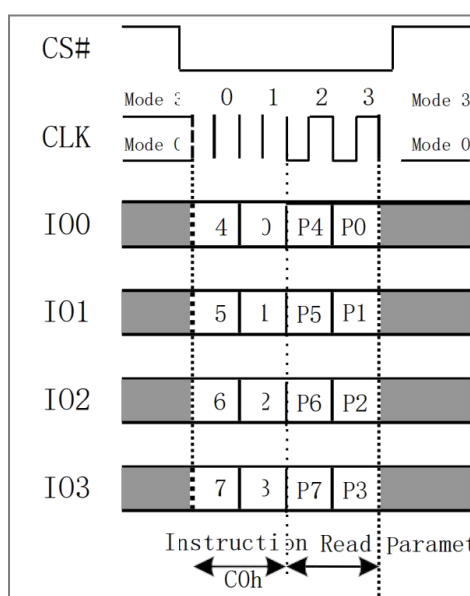 CS#
Mode 3 0 1 2 3 Mode 3
CLK Mode 0 Mode 0
IO0 4 0 P4 P0
IO1 5 1 P5 P1
IO2 6 2 P6 P2
IO3 7 3 P7 P3
Instruction Read Paramet
C0h